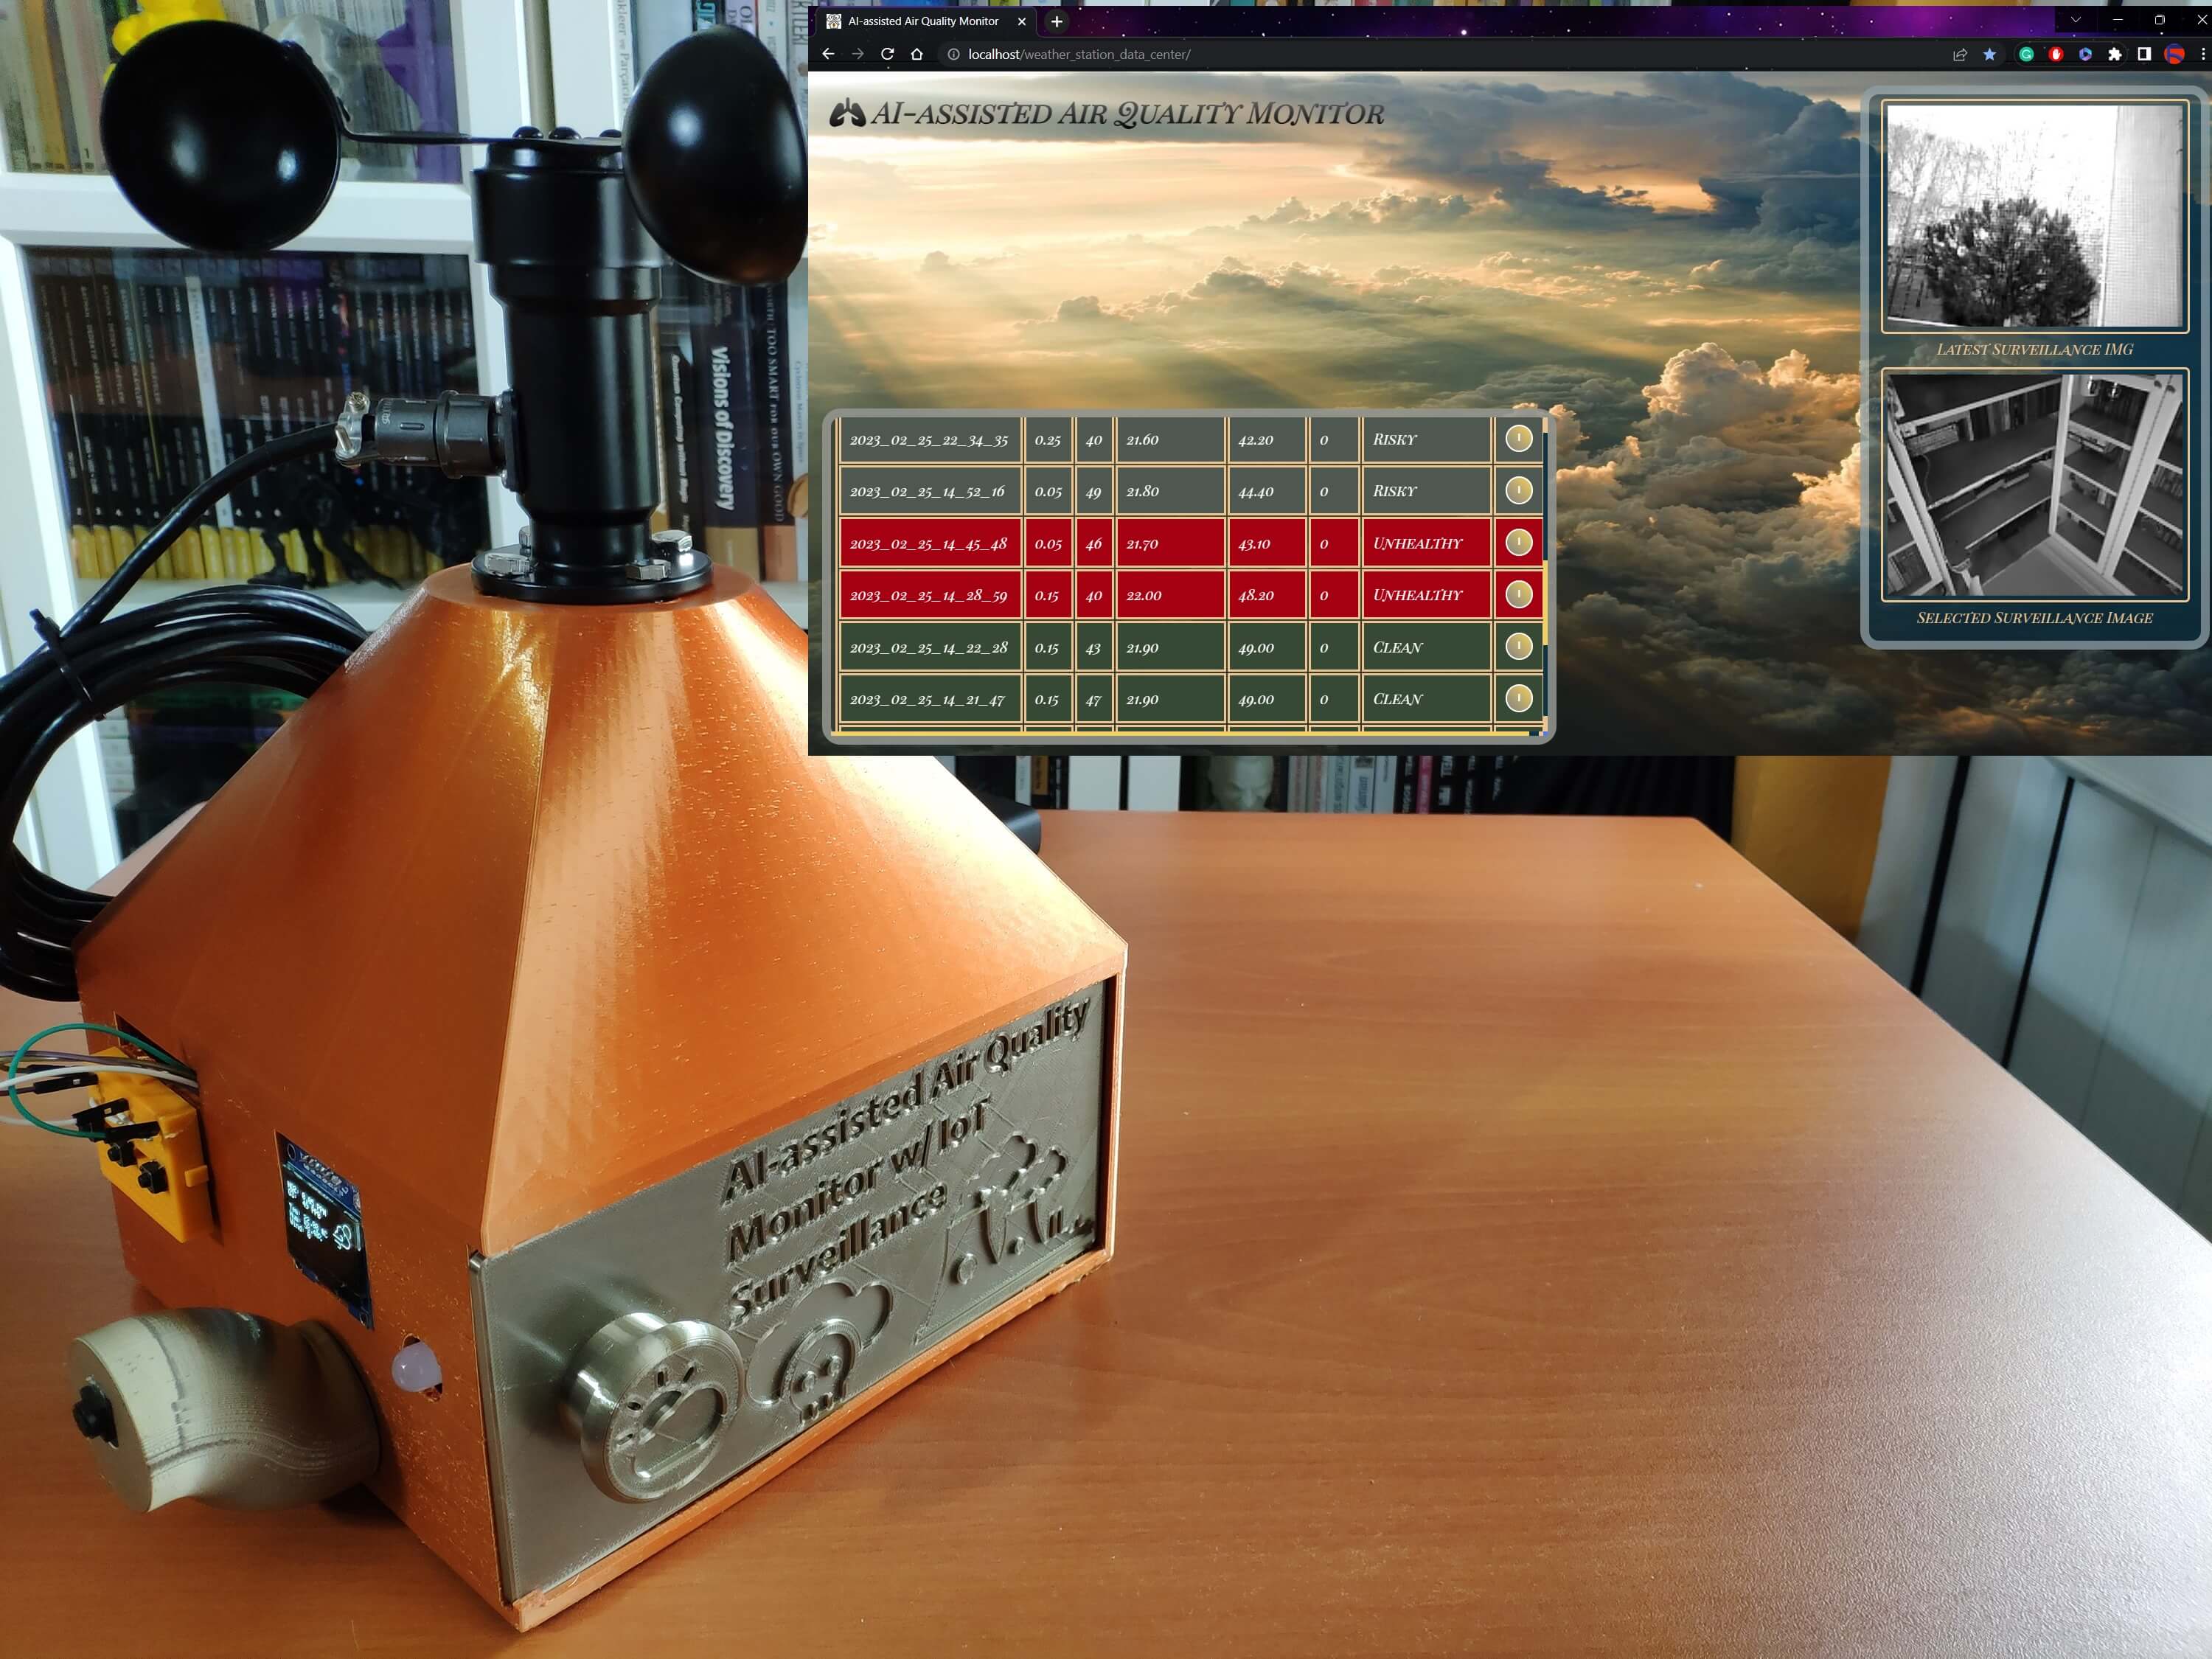 AI-assisted Air Quality Monitor
localhost/weather_station_data_center/
AI-assisted Air Quality Monitor
2023_02_25_22_34_35 0.25 40 21.60 42.20 0 Risky
2023_02_25_14_52_16 0.05 49 21.80 44.40 0 Risky
2023_02_25_14_45_48 0.05 46 21.70 43.10 0 Unhealthy
2023_02_25_14_28_59 0.15 40 22.00 48.20 0 Unhealthy
2023_02_25_14_22_28 0.15 43 21.90 49.00 0 Clean
2023_02_25_14_21_47 0.15 47 21.90 49.00 0 Clean
Latest Surveillance IMG
Selected Surveillance Image
Visions of Discovery
TOO SMART FOR OUR OWN GOOD
AI-assisted Air Quality
Monitor w/ IoT
Surveillance